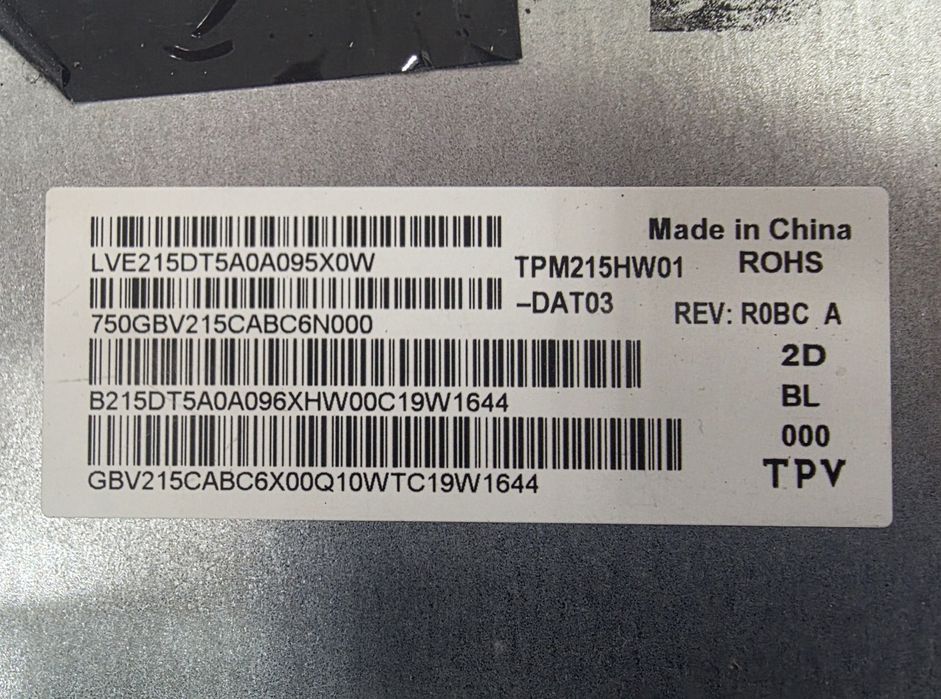 LVE215DT5A0A095X0W
750GBV215CABC6N000
B215DT5A0A096XHW00C19W1644
GBV215CABC6X00Q10WTC19W1644
TPM215HW01
-DAT03
Made in China
ROHS
REV: R0BC A
2D
BL
000
TPV